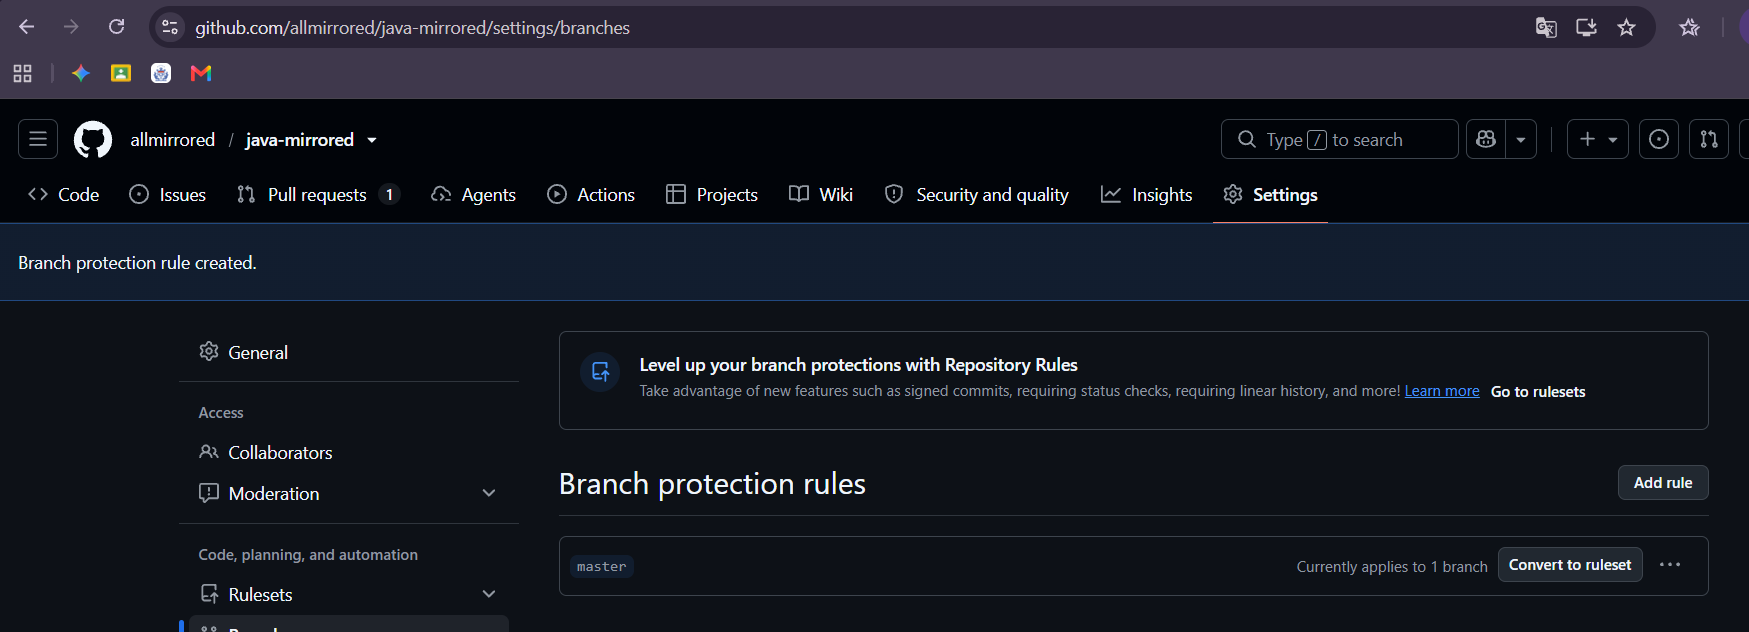 github.com/allmirrored/java-mirrored/settings/branches
allmirrored / java-mirrored
Type / to search
Code Issues Pull requests 1 Agents Actions Projects Wiki Security and quality Insights Settings
Branch protection rule created.
General
Access
Collaborators
Moderation
Code, planning, and automation
Rulesets
Level up your branch protections with Repository Rules
Take advantage of new features such as signed commits, requiring status checks, requiring linear history, and more! Learn more Go to rulesets
Branch protection rules
Add rule
master
Currently applies to 1 branch Convert to ruleset